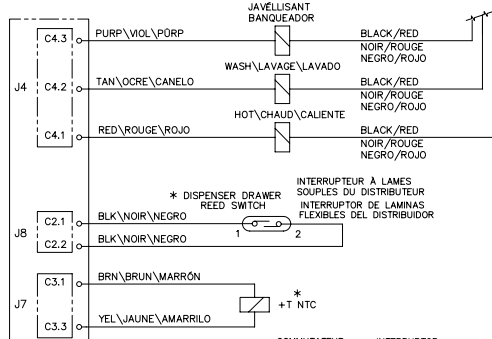 JAVÉLLISANT
BANQUEADOR
C4.3
PURP\VIOL\PÚRP
BLACK/RED
NOIR/ROUGE
NEGRO/ROJO
WASH\LAVAGE\LAVADO
J4
C4.2
TAN\OCRE\CANELO
BLACK/RED
NOIR/ROUGE
NEGRO/ROJO
HOT\CHAUD\CALIENTE
C4.1
RED\ROUGE\ROJO
BLACK/RED
NOIR/ROUGE
NEGRO/ROJO
INTERRUPTEUR À LAMES
SOUPLES DU DISTRIBUTEUR
* DISPENSER DRAWER
REED SWITCH
INTERRUPTOR DE LAMINAS
FLEXIBLES DEL DISTRIBUIDOR
J8
C2.1
BLK\NOIR\NEGRO
1
2
C2.2
BLK\NOIR\NEGRO
J7
C3.1
BRN\BRUN\MARRÓN
*
+T NTC
C3.3
YEL\JAUNE\AMARRILO